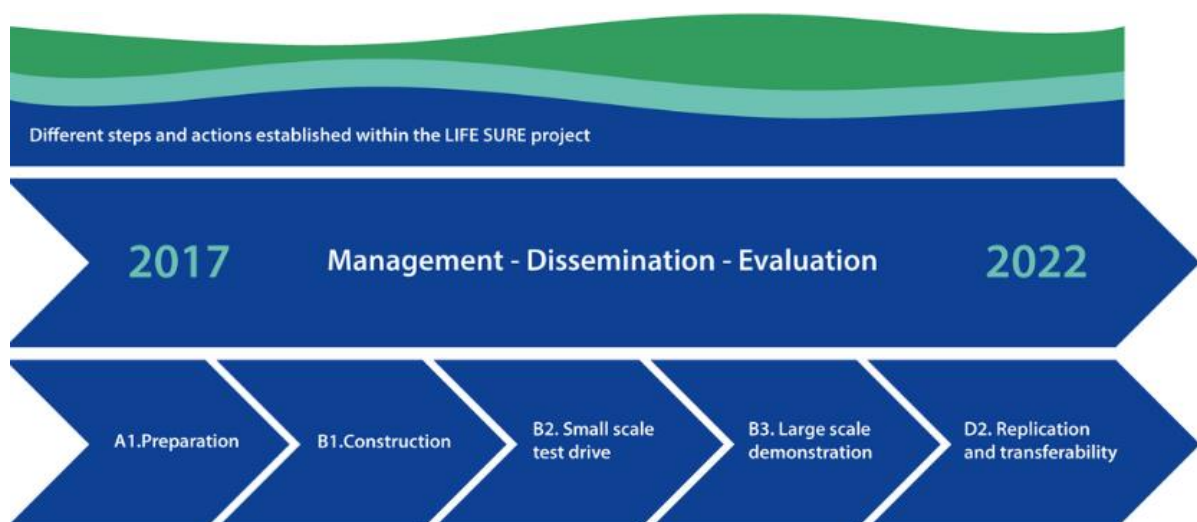 Different steps and actions established within the LIFE SURE project
2017 Management - Dissemination - Evaluation 2022
A1.Preparation
B1.Construction
B2. Small scale
test drive
B3. Large scale
demonstration
D2. Replication
and transferability